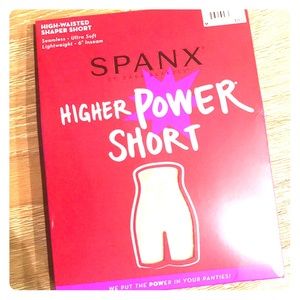 HIGH-WAISTED
SHAPER SHORT
Seamless • Ultra Soft
Lightweight • 6" Inseam
SPANX
HIGHER POWER
SHORT
WE PUT THE POWER IN YOUR PANTIES!